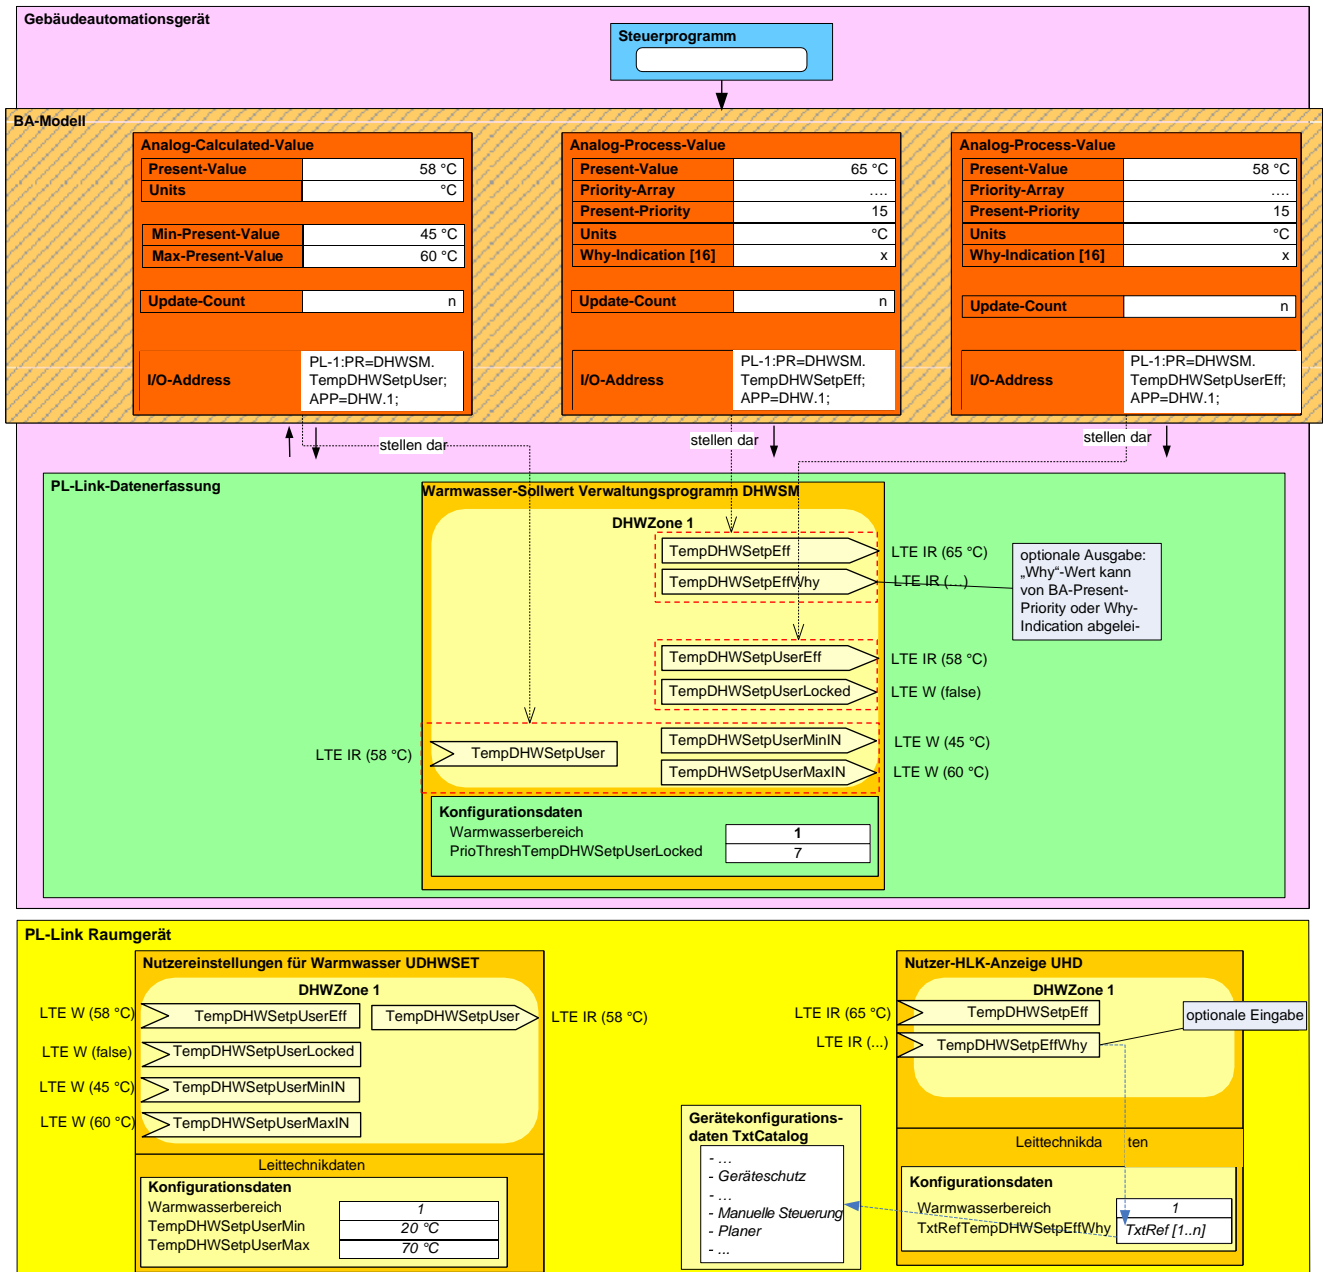 Gebäudeautomationsgerät
Steuerprogramm
BA-Modell
Analog-Calculated-Value
Present-Value 58 °C
Units °C
Min-Present-Value 45 °C
Max-Present-Value 60 °C
Update-Count n
I/O-Address
PL-1:PR=DHWSM.
TempDHWSetpUser;
APP=DHW.1;
Analog-Process-Value
Present-Value 65 °C
Priority-Array ....
Present-Priority 15
Units °C
Why-Indication [16] x
Update-Count n
I/O-Address
PL-1:PR=DHWSM.
TempDHWSetpEff;
APP=DHW.1;
Analog-Process-Value
Present-Value 58 °C
Priority-Array ....
Present-Priority 15
Units °C
Why-Indication [16] x
Update-Count n
I/O-Address
PL-1:PR=DHWSM.
TempDHWSetpUserEff;
APP=DHW.1;
stellen dar
stellen dar
stellen dar
PL-Link-Datenerfassung
Warmwasser-Sollwert Verwaltungsprogramm DHWSM
DHWZone 1
TempDHWSetpEff LTE IR (65 °C)
TempDHWSetpEffWhy LTE IR (...)
optionale Ausgabe:
„Why“-Wert kann
von BA-Present-
Priority oder Why-
Indication abgelei-
TempDHWSetpUserEff LTE IR (58 °C)
TempDHWSetpUserLocked LTE W (false)
LTE IR (58 °C) TempDHWSetpUser
TempDHWSetpUserMinIN LTE W (45 °C)
TempDHWSetpUserMaxIN LTE W (60 °C)
Konfigurationsdaten
Warmwasserbereich 1
PrioThreshTempDHWSetpUserLocked 7
PL-Link Raumgerät
Nutzereinstellungen für Warmwasser UDHWSET
DHWZone 1
LTE W (58 °C) TempDHWSetpUserEff TempDHWSetpUser LTE IR (58 °C)
LTE W (false) TempDHWSetpUserLocked
LTE W (45 °C) TempDHWSetpUserMinIN
LTE W (60 °C) TempDHWSetpUserMaxIN
Leittechnikdaten
Konfigurationsdaten
Warmwasserbereich 1
TempDHWSetpUserMin 20 °C
TempDHWSetpUserMax 70 °C
Gerätekonfigurations-
daten TxtCatalog
- ...
- Geräteschutz
- ...
- Manuelle Steuerung
- Planer
- ...
Nutzer-HLK-Anzeige UHD
DHWZone 1
LTE IR (65 °C) TempDHWSetpEff
LTE IR (...) TempDHWSetpEffWhy
optionale Eingabe
Leittechnikda ten
Konfigurationsdaten
Warmwasserbereich 1
TxtRefTempDHWSetpEffWhy TxtRef [1..n]